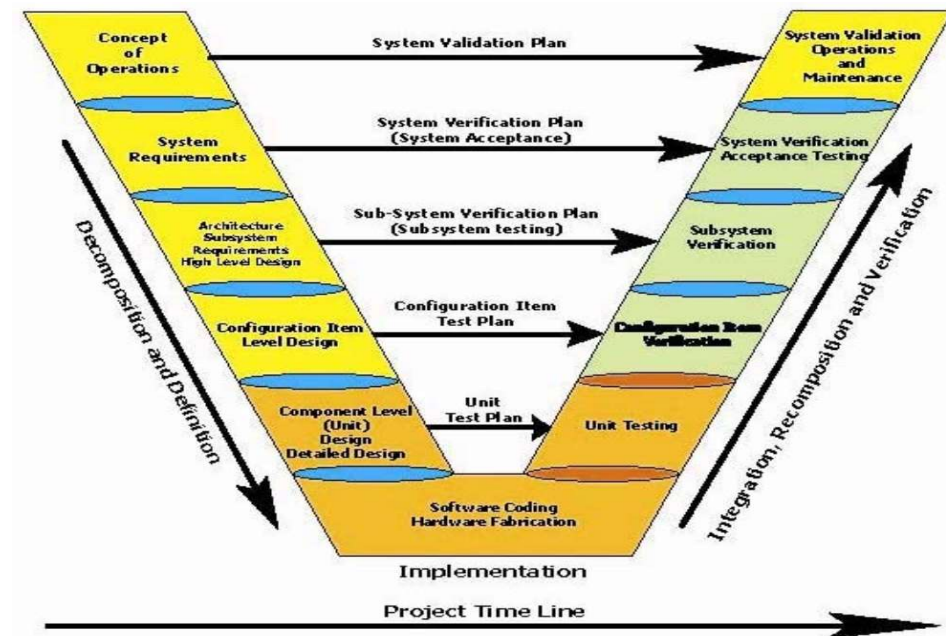 Concept
of
Operations
System Validation Plan
System Validation
Operations
and
Maintenance
System
Requirements
System Verification Plan
(System Acceptance)
System Verification
Acceptance Testing
Architecture
Subsystem
Requirements
High Level Design
Sub-System Verification Plan
(Subsystem testing)
Subsystem
Verification
Configuration Item
Level Design
Configuration Item
Test Plan
Configuration Item
Verification
Component Level
(Unit)
Design
Detailed Design
Unit
Test Plan
Unit Testing
Software Coding
Hardware Fabrication
Decomposition and Definition
Integration, Recomposition and Verification
Implementation
Project Time Line